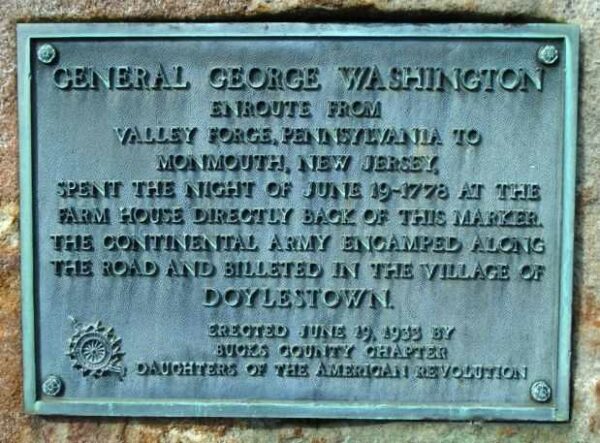 GENERAL GEORGE WASHINGTON
ENROUTE FROM
VALLEY FORGE, PENNSYLVANIA TO
MONMOUTH, NEW JERSEY,
SPENT THE NIGHT OF JUNE 19-1778 AT THE
FARM HOUSE DIRECTLY BACK OF THIS MARKER.
THE CONTINENTAL ARMY ENCAMPED ALONG
THE ROAD AND BILLETED IN THE VILLAGE OF
DOYLESTOWN.
ERECTED JUNE 19, 1933 BY
BUCKS COUNTY CHAPTER
DAUGHTERS OF THE AMERICAN REVOLUTION